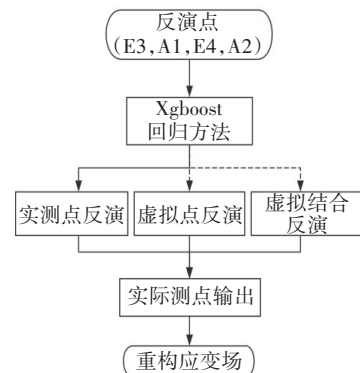 反演点
(E3,A1,E4,A2)
Xgboost
回归方法
实测点反演
虚拟点反演
虚拟结合
反演
实际测点输出
重构应变场